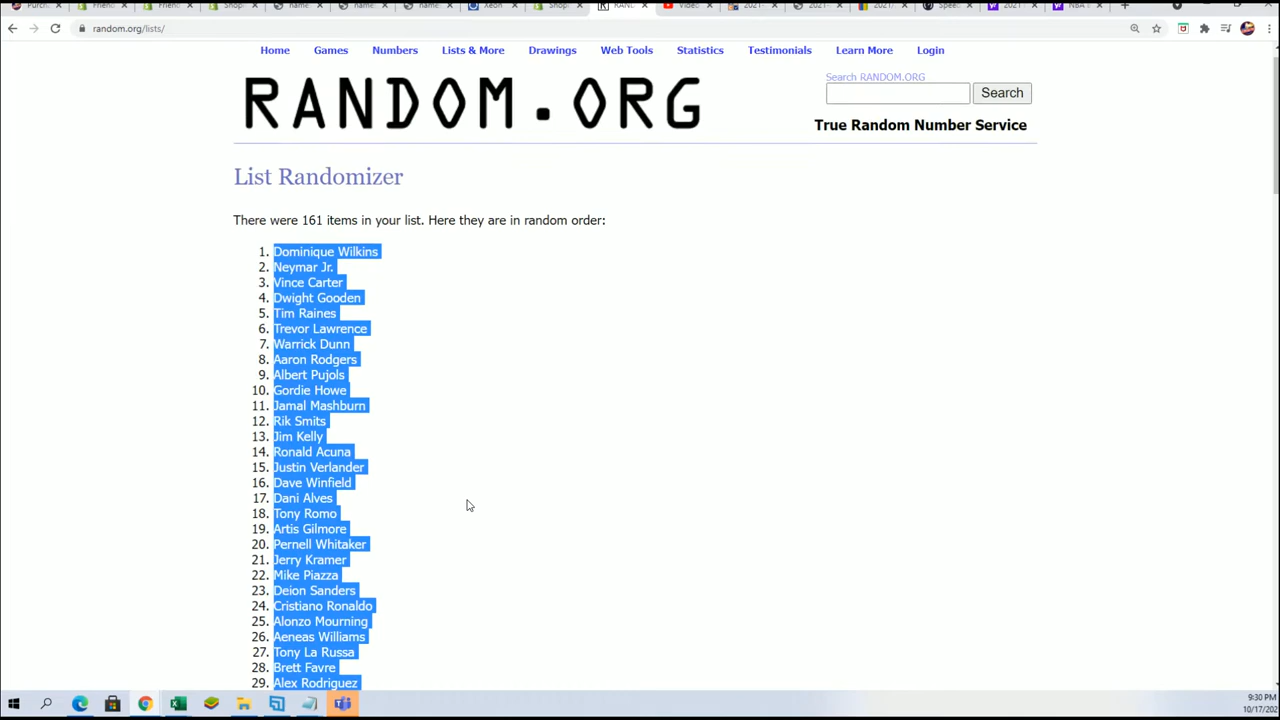 random.org/lists/
Home Games Numbers Lists & More Drawings Web Tools Statistics Testimonials Learn More Login
RANDOM.ORG
Search RANDOM.ORG
Search
True Random Number Service
List Randomizer
There were 161 items in your list. Here they are in random order:
1. Dominique Wilkins
2. Neymar Jr.
3. Vince Carter
4. Dwight Gooden
5. Tim Raines
6. Trevor Lawrence
7. Warrick Dunn
8. Aaron Rodgers
9. Albert Pujols
10. Gordie Howe
11. Jamal Mashburn
12. Rik Smits
13. Jim Kelly
14. Ronald Acuna
15. Justin Verlander
16. Dave Winfield
17. Dani Alves
18. Tony Romo
19. Artis Gilmore
20. Pernell Whitaker
21. Jerry Kramer
22. Mike Piazza
23. Deion Sanders
24. Cristiano Ronaldo
25. Alonzo Mourning
26. Aeneas Williams
27. Tony La Russa
28. Brett Favre
29. Alex Rodriguez
9:30 PM